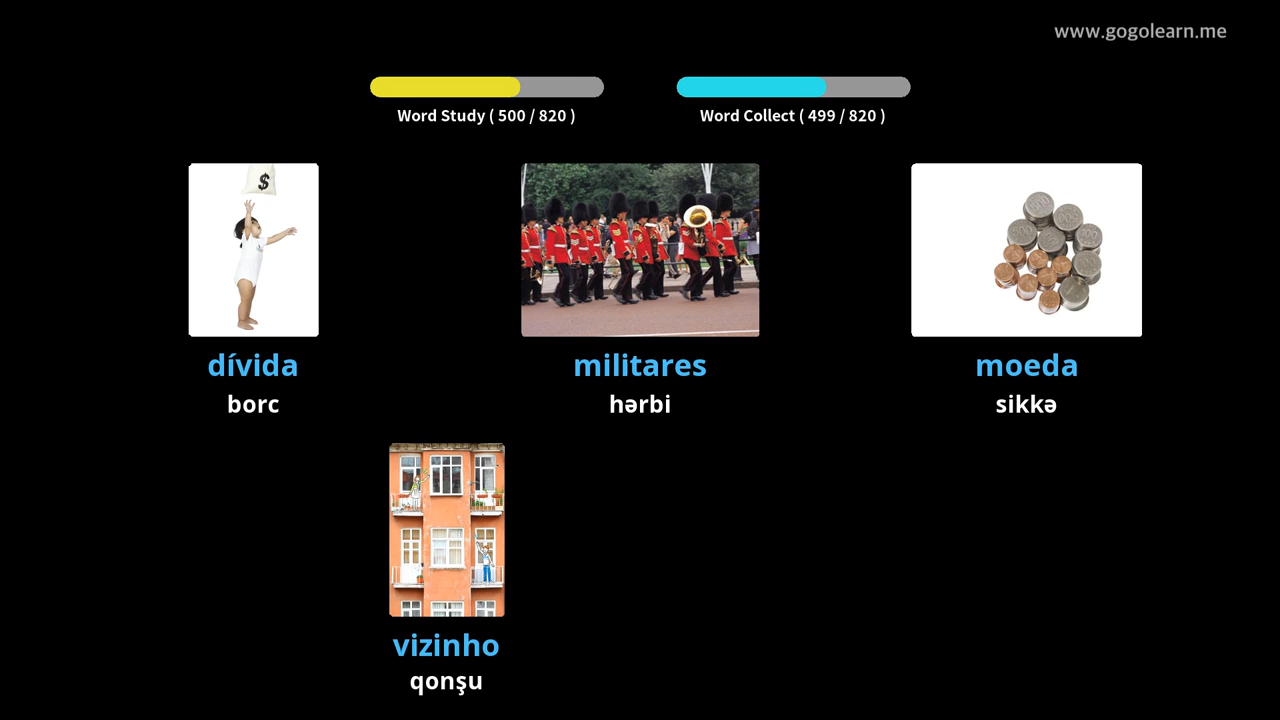 www.gogolearn.me
Word Study ( 500 / 820 )
Word Collect ( 499 / 820 )
$
dívida
militares
moeda
borc
hərbi
sikkə
vizinho
qonşu